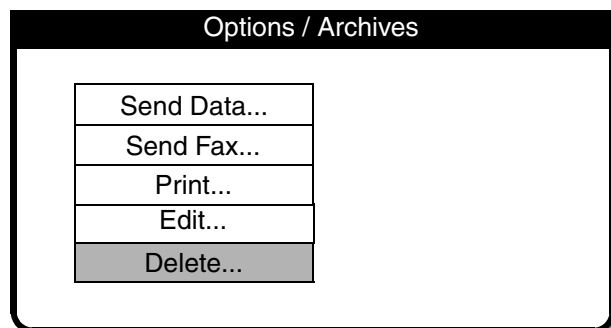 Options / Archives
Send Data...
Send Fax...
Print...
Edit...
Delete...